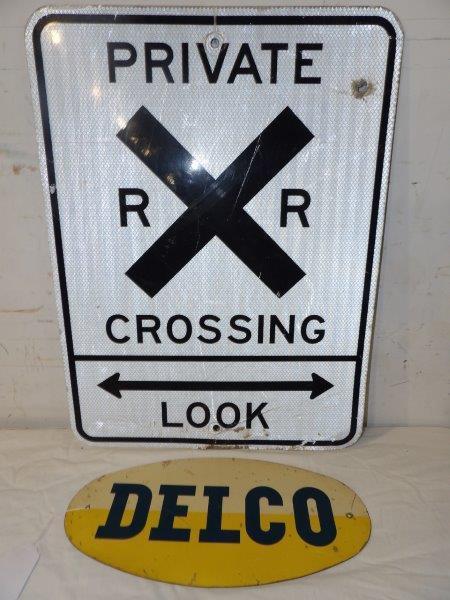 PRIVATE
R R
CROSSING
LOOK
DELCO